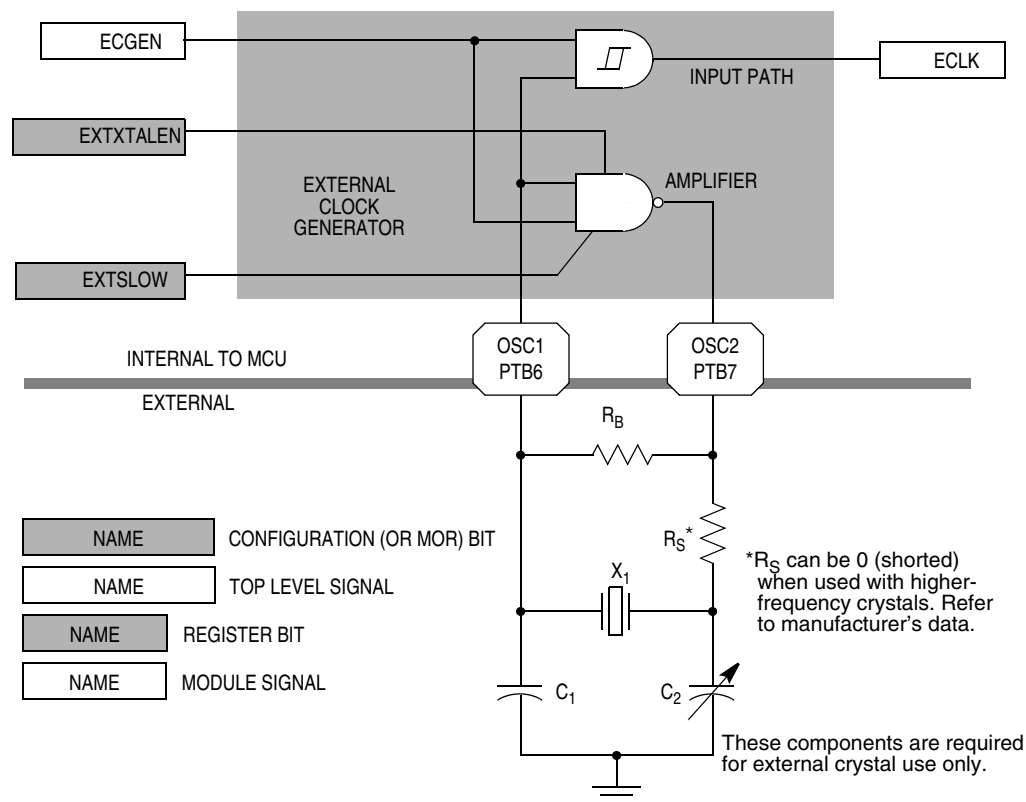 ECGEN
ECLK
INPUT PATH
EXTXTALEN
EXTERNAL
CLOCK
GENERATOR
AMPLIFIER
EXTSLOW
OSC1
PTB6
OSC2
PTB7
INTERNAL TO MCU
EXTERNAL
RB
RS*
X1
*RS can be 0 (shorted)
when used with higher-
frequency crystals. Refer
to manufacturer's data.
NAME CONFIGURATION (OR MOR) BIT
NAME TOP LEVEL SIGNAL
NAME REGISTER BIT
NAME MODULE SIGNAL
C1
C2
These components are required
for external crystal use only.